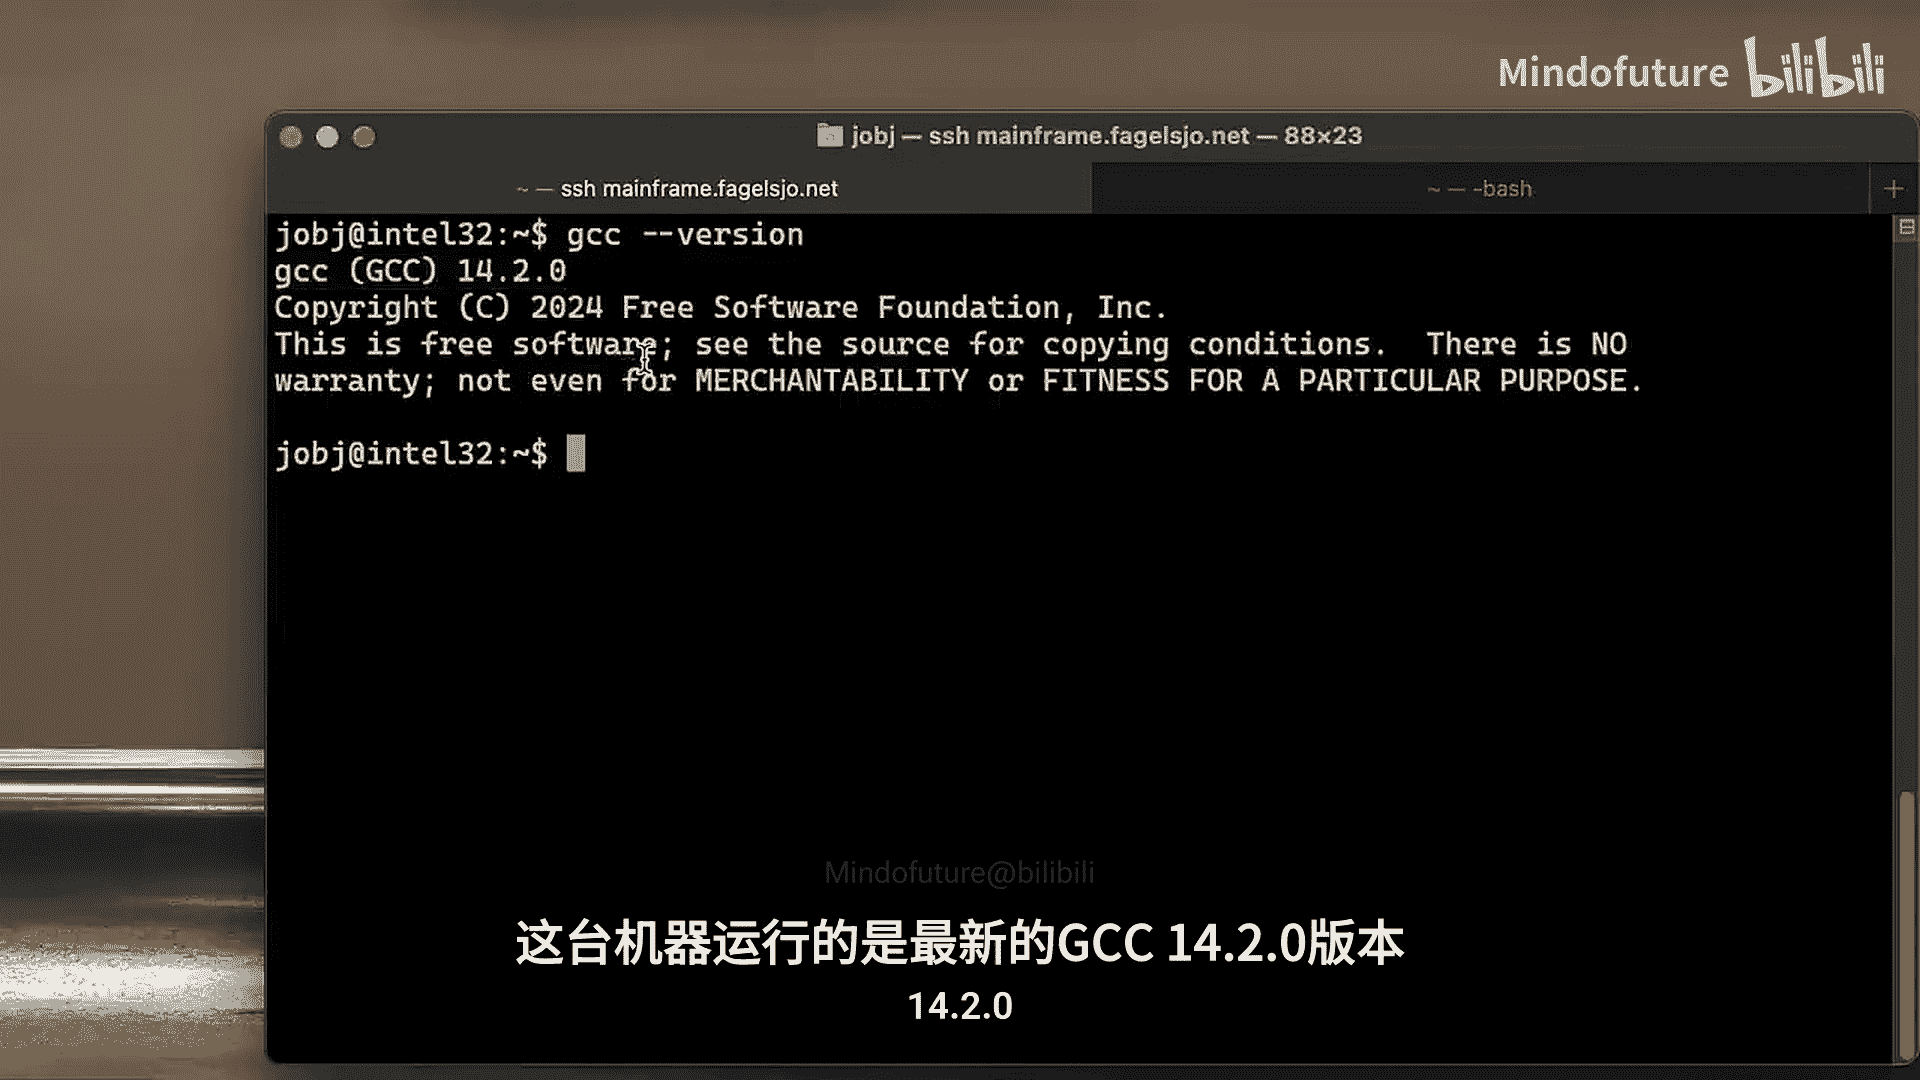 Mindofuture bilibili
jobj — ssh mainframe.fagelsjo.net — 88×23
~ — ssh mainframe.fagelsjo.net
~ — -bash
jobj@intel32:~$ gcc --version
gcc (GCC) 14.2.0
Copyright (C) 2024 Free Software Foundation, Inc.
This is free software; see the source for copying conditions.  There is NO
warranty; not even for MERCHANTABILITY or FITNESS FOR A PARTICULAR PURPOSE.
jobj@intel32:~$
Mindofuture@bilibili
这台机器运行的是最新的GCC 14.2.0版本
14.2.0